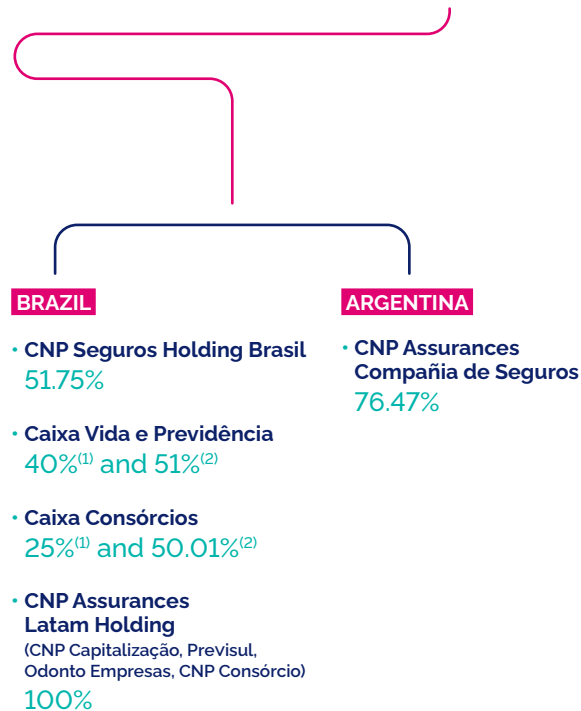 BRAZIL
• CNP Seguros Holding Brasil
51.75%
• Caixa Vida e Previdência
40%(1) and 51%(2)
• Caixa Consórcios
25%(1) and 50.01%(2)
• CNP Assurances
Latam Holding
(CNP Capitalização, Previsul,
Odonto Empresas, CNP Consórcio)
100%
ARGENTINA
• CNP Assurances
Compañia de Seguros
76.47%